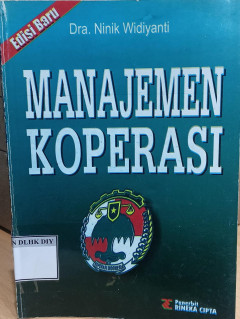 Edisi Baru
Dra. Ninik Widiyanti
MANAJEMEN
KOPERASI
N DLHK DIY
Penerbit
RINEKA CIPTA